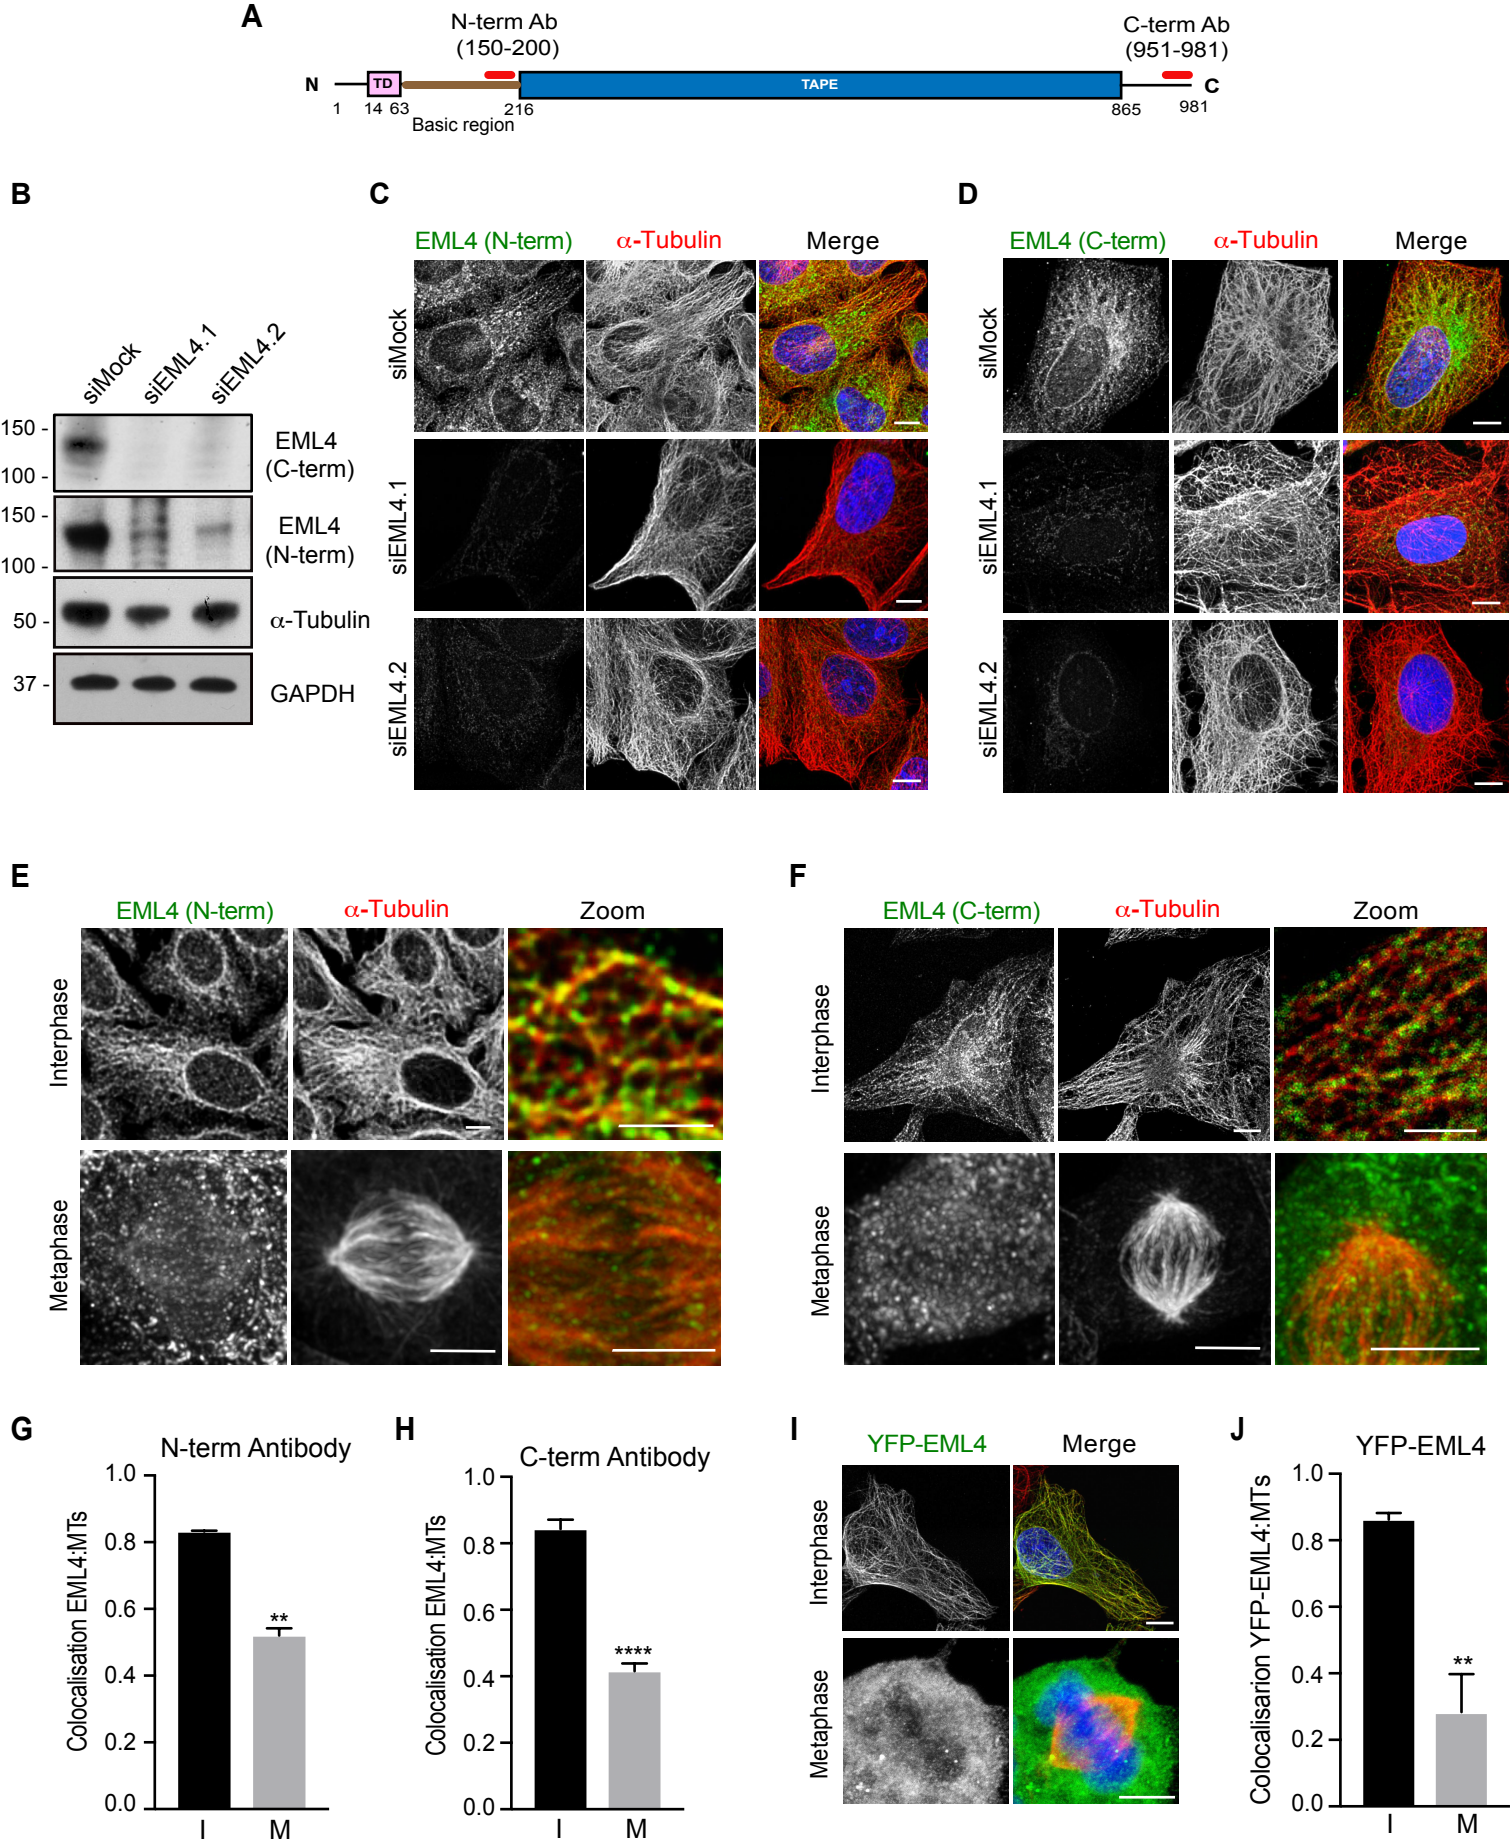 A
N-term Ab
(150-200)
C-term Ab
(951-981)
N
TD
TAPE
C
1
14
63
216
865
981
Basic region
B
siMock
siEML4.1
siEML4.2
150 -
100 -
EML4
(C-term)
150 -
100 -
EML4
(N-term)
50 -
α-Tubulin
37 -
GAPDH
C
EML4 (N-term)
α-Tubulin
Merge
siMock
siEML4.1
siEML4.2
D
EML4 (C-term)
α-Tubulin
Merge
siMock
siEML4.1
siEML4.2
E
EML4 (N-term)
α-Tubulin
Zoom
Interphase
Metaphase
F
EML4 (C-term)
α-Tubulin
Zoom
Interphase
Metaphase
G
N-term Antibody
Colocalisation EML4:MTs
1.0
0.8
0.6
0.4
0.2
0.0
**
I
M
H
C-term Antibody
Colocalisation EML4:MTs
1.0
0.8
0.6
0.4
0.2
0.0
****
I
M
I
YFP-EML4
Merge
Interphase
Metaphase
J
YFP-EML4
Colocalisarion YFP-EML4:MTs
1.0
0.8
0.6
0.4
0.2
0.0
**
I
M